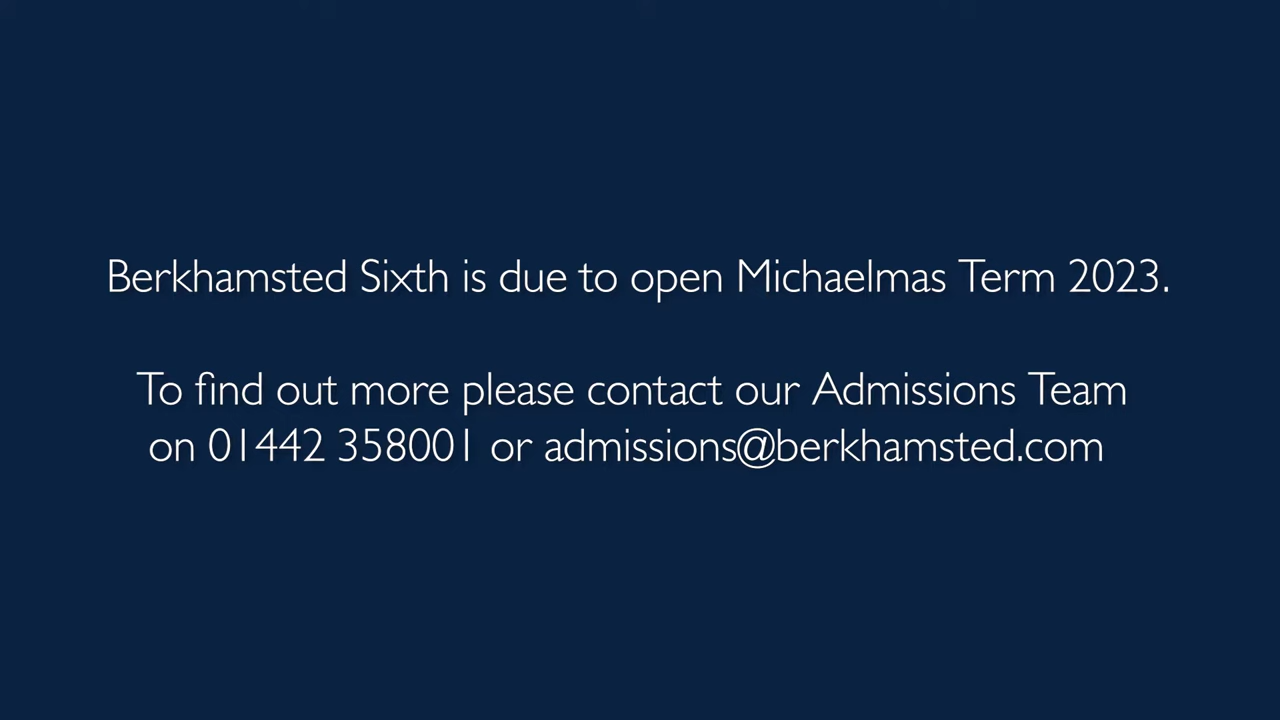 Berkhamsted Sixth is due to open Michaelmas Term 2023.
To find out more please contact our Admissions Team
on 01442 358001 or admissions@berkhamsted.com